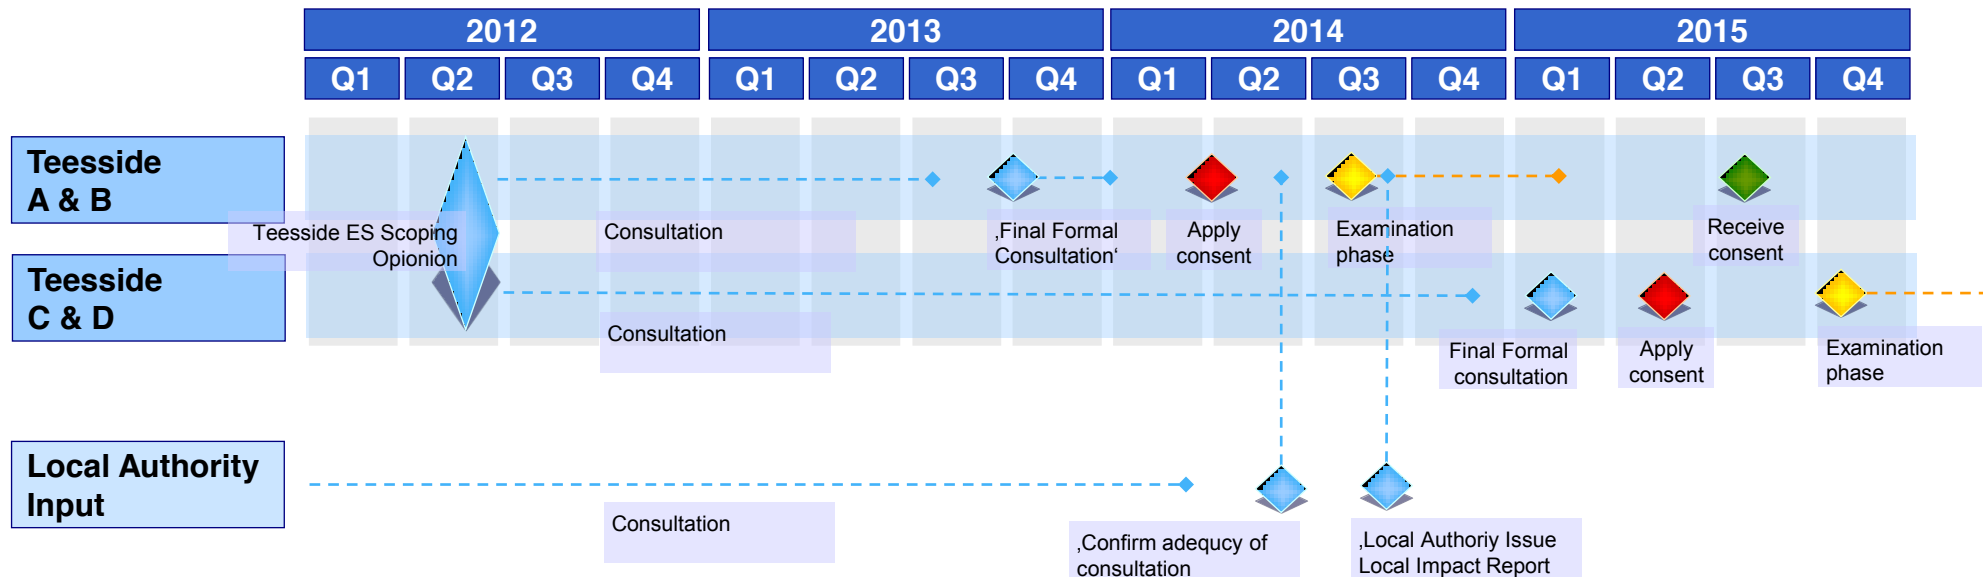 2012 2013 2014 2015
Q1 Q2 Q3 Q4 Q1 Q2 Q3 Q4 Q1 Q2 Q3 Q4 Q1 Q2 Q3 Q4
Teesside
A & B
Teesside ES Scoping
Opionion
Consultation
‚Final Formal
Consultation‘
Apply
consent
Examination
phase
Receive
consent
Teesside
C & D
Consultation
Final Formal
consultation
Apply
consent
Examination
phase
Local Authority
Input
Consultation
‚Confirm adequcy of
consultation
‚Local Authoriy Issue
Local Impact Report